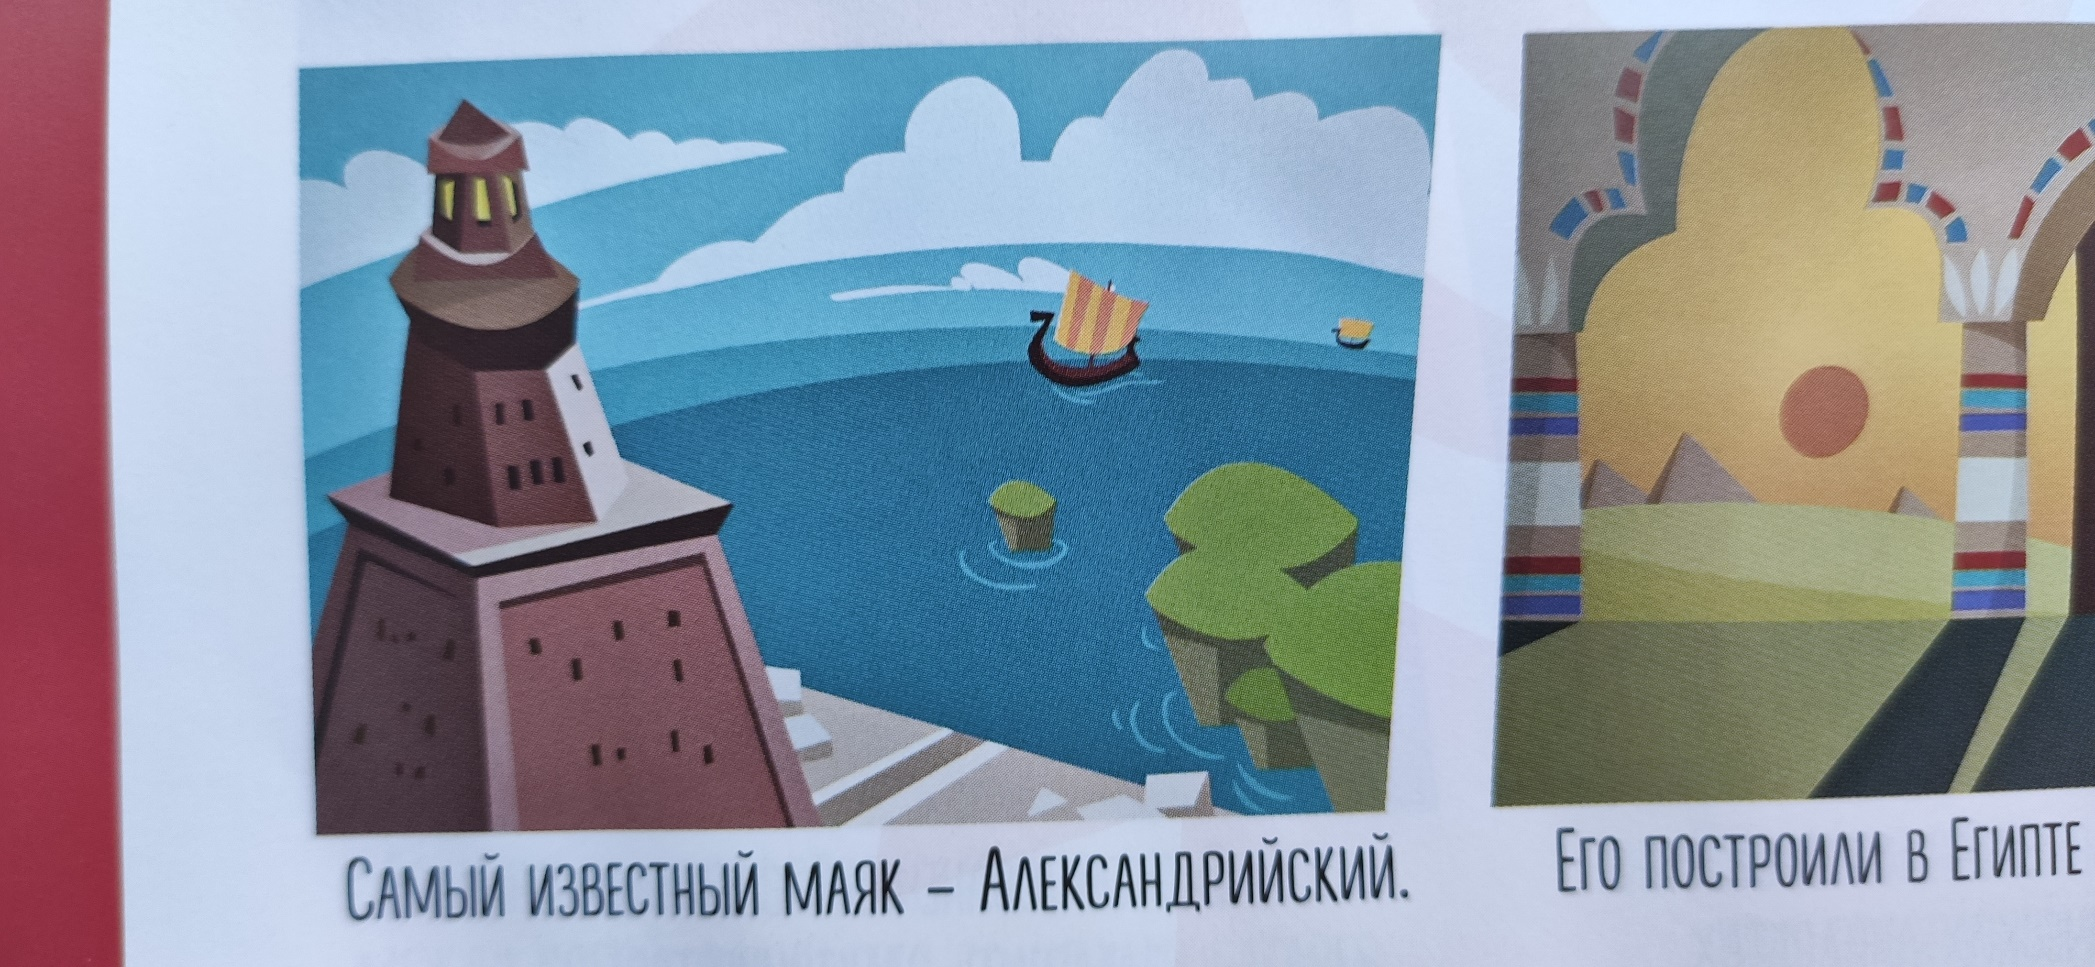 Самый известный маяк – Александрийский.
Его построили в Египте